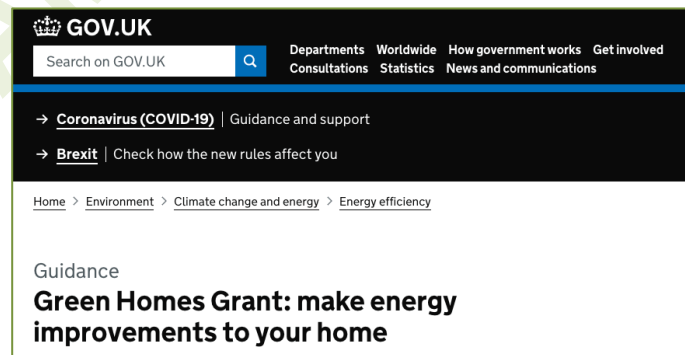 GOV.UK
Search on GOV.UK
Departments Worldwide How government works Get involved
Consultations Statistics News and communications
→ Coronavirus (COVID-19) | Guidance and support
→ Brexit | Check how the new rules affect you
Home > Environment > Climate change and energy > Energy efficiency
Guidance
Green Homes Grant: make energy
improvements to your home